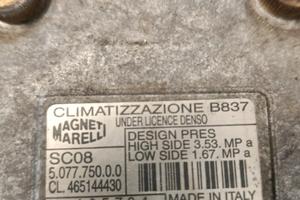 CLIMATIZZAZIONE B837
MAGNETI MARELLI
UNDER LICENCE DENSO
DESIGN PRES
HIGH SIDE 3.53. MP a
LOW SIDE 1.67. MP a
SC08
5.077.750.0.0
CL. 465144430
MADE IN ITALY